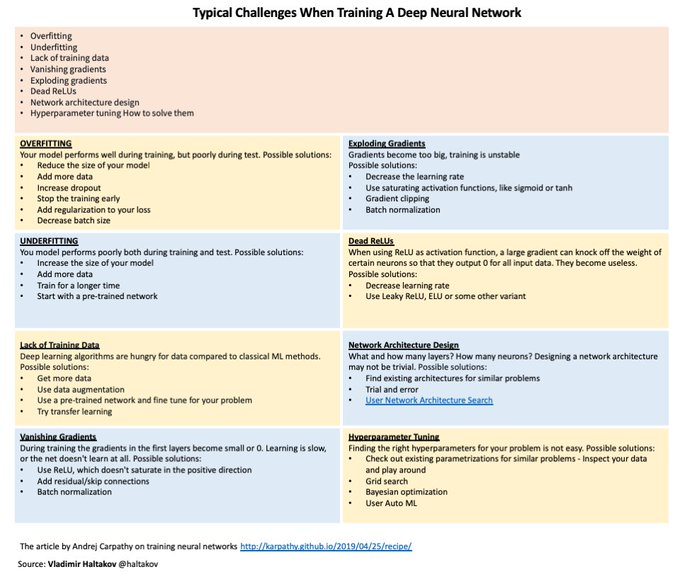 Typical Challenges When Training A Deep Neural Network
• Overfitting
• Underfitting
• Lack of training data
• Vanishing gradients
• Exploding gradients
• Dead ReLUs
• Network architecture design
• Hyperparameter tuning How to solve them
OVERFITTING
Your model performs well during training, but poorly during test. Possible solutions:
• Reduce the size of your model
• Add more data
• Increase dropout
• Stop the training early
• Add regularization to your loss
• Decrease batch size
Exploding Gradients
Gradients become too big, training is unstable
Possible solutions:
• Decrease the learning rate
• Use saturating activation functions, like sigmoid or tanh
• Gradient clipping
• Batch normalization
UNDERFITTING
You model performs poorly both during training and test. Possible solutions:
• Increase the size of your model
• Add more data
• Train for a longer time
• Start with a pre-trained network
Dead ReLUs
When using ReLU as activation function, a large gradient can knock off the weight of
certain neurons so that they output 0 for all input data. They become useless.
Possible solutions:
• Decrease learning rate
• Use Leaky ReLU, ELU or some other variant
Lack of Training Data
Deep learning algorithms are hungry for data compared to classical ML methods.
Possible solutions:
• Get more data
• Use data augmentation
• Use a pre-trained network and fine tune for your problem
• Try transfer learning
Network Architecture Design
What and how many layers? How many neurons? Designing a network architecture
may not be trivial. Possible solutions:
• Find existing architectures for similar problems
• Trial and error
• User Network Architecture Search
Vanishing Gradients
During training the gradients in the first layers become small or 0. Learning is slow,
or the net doesn't learn at all. Possible solutions:
• Use ReLU, which doesn't saturate in the positive direction
• Add residual/skip connections
• Batch normalization
Hyperparameter Tuning
Finding the right hyperparameters for your problem is not easy. Possible solutions:
• Check out existing parametrizations for similar problems - Inspect your data
and play around
• Grid search
• Bayesian optimization
• User Auto ML
The article by Andrej Carpathy on training neural networks http://karpathy.github.io/2019/04/25/recipe/
Source: Vladimir Haltakov @haltakov